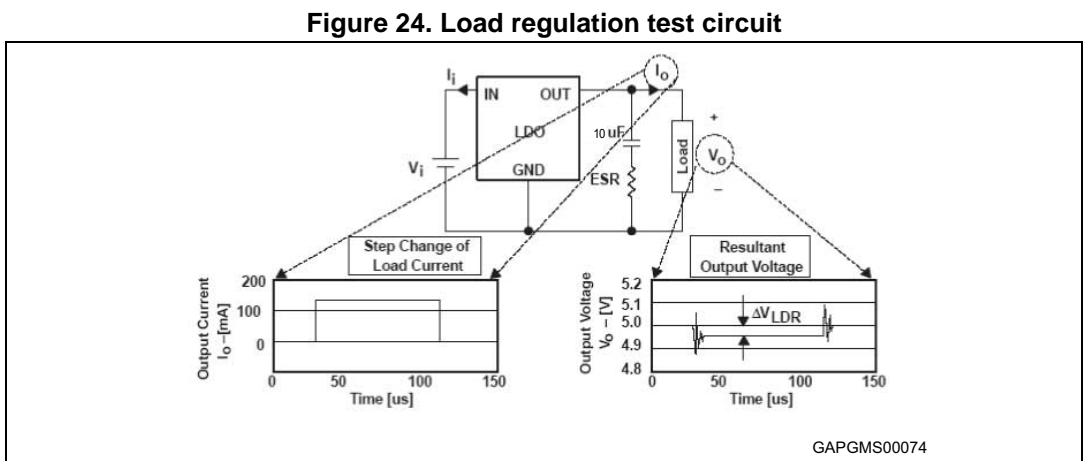 Figure 24. Load regulation test circuit
Ii
IN
OUT
Io
LDO
10 uF
Vi
GND
ESR
Load
+
Vo
–
Step Change of
Load Current
Resultant
Output Voltage
Output Current
Io –[mA]
200
100
0
0
50
100
150
Time [us]
Output Voltage
Vo – [V]
5.2
5.1
5.0
4.9
4.8
ΔVLDR
0
50
100
150
Time [us]
GAPGMS00074